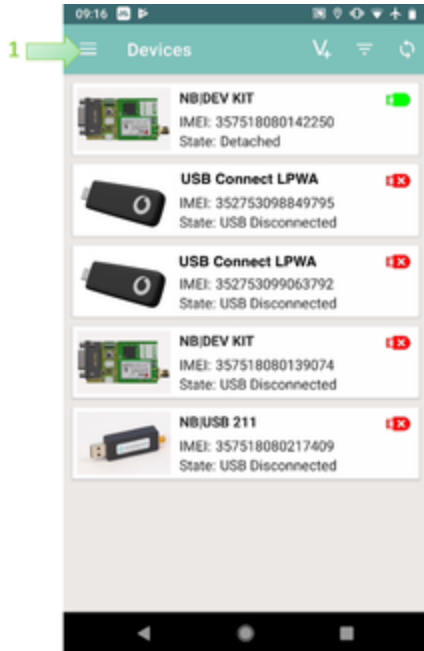 09:16
1
Devices
V+
NB|DEV KIT
IMEI: 357518080142250
State: Detached
USB Connect LPWA
IMEI: 352753098849795
State: USB Disconnected
USB Connect LPWA
IMEI: 352753099063792
State: USB Disconnected
NB|DEV KIT
IMEI: 357518080139074
State: USB Disconnected
NB|USB 211
IMEI: 357518080217409
State: USB Disconnected